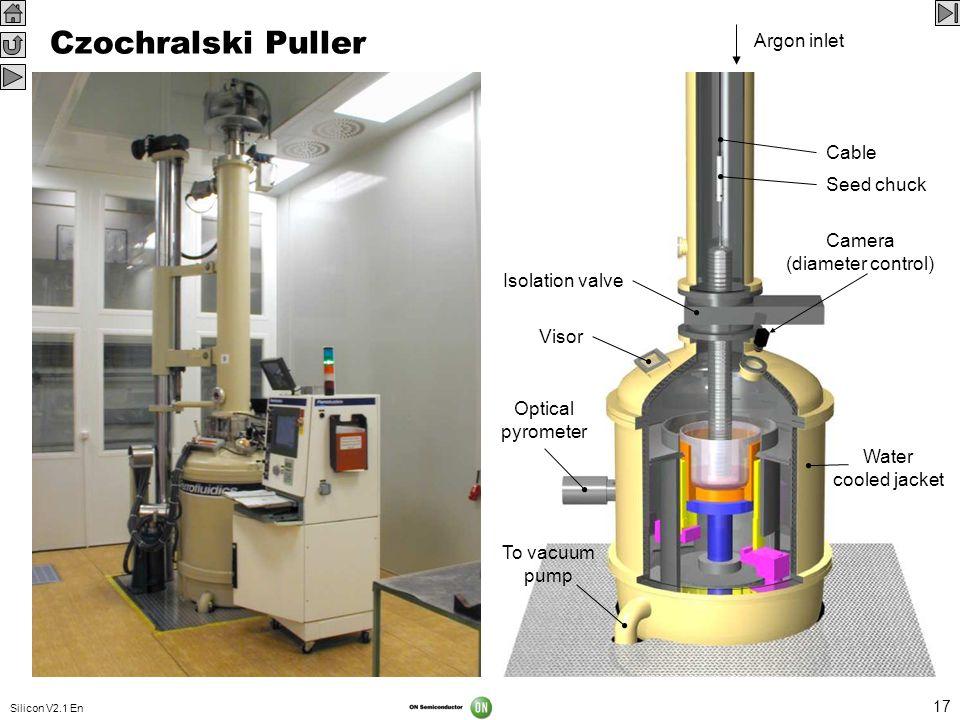 Czochralski Puller
Argon inlet
Cable
Seed chuck
Camera
(diameter control)
Isolation valve
Visor
Optical
pyrometer
Water
cooled jacket
To vacuum
pump
Silicon V2.1 En
ON Semiconductor
ON
17